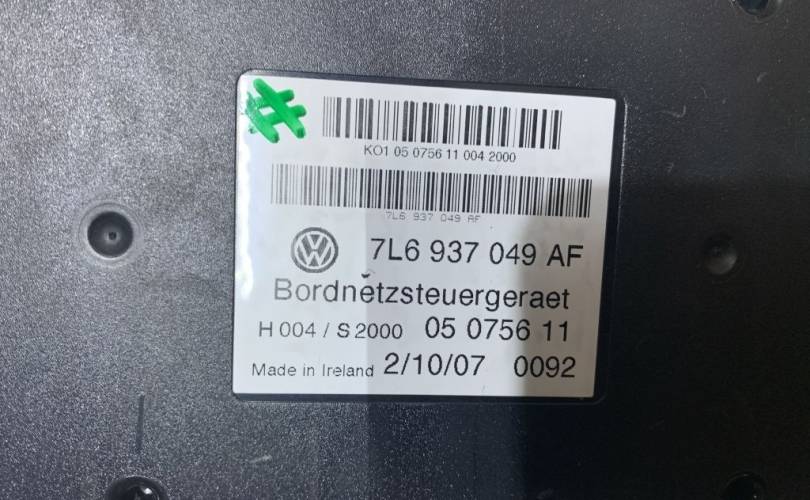 KO1 05 0756 11 004 2000
7L6 937 049 AF
VW 7L6 937 049 AF
Bordnetzsteuergeraet
H 004 / S 2000 05 0756 11
Made in Ireland 2/10/07 0092